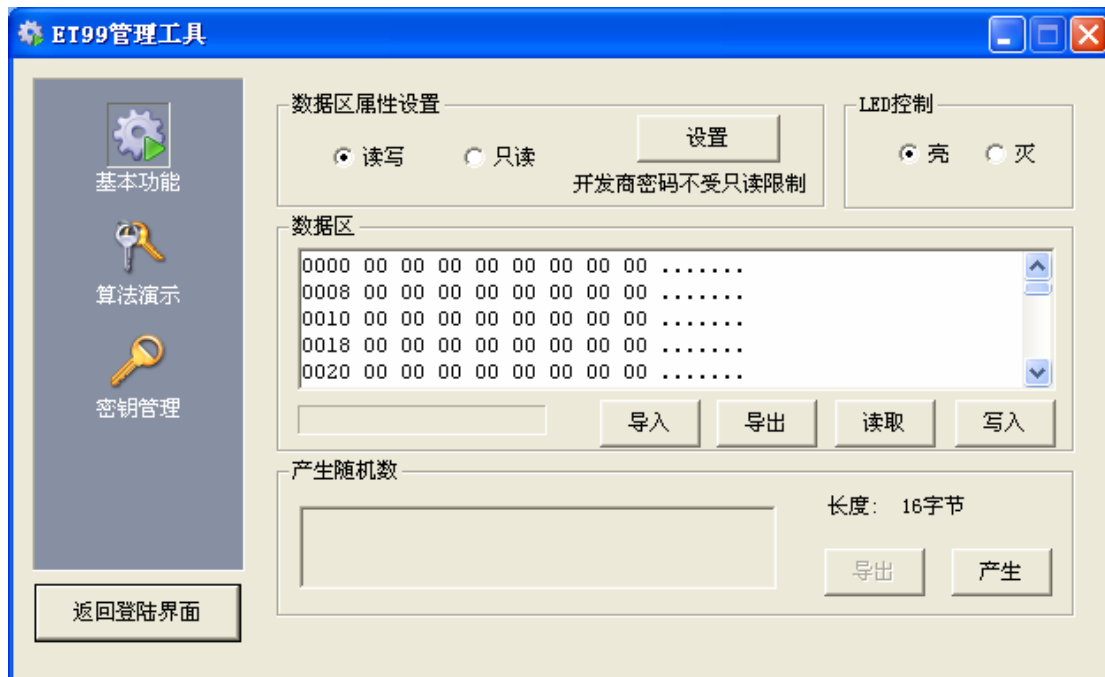 ET99管理工具
基本功能
算法演示
密钥管理
返回登陆界面
数据区属性设置
读写
只读
设置
开发商密码不受只读限制
LED控制
亮
灭
数据区
0000 00 00 00 00 00 00 00 00 .......
0008 00 00 00 00 00 00 00 00 .......
0010 00 00 00 00 00 00 00 00 .......
0018 00 00 00 00 00 00 00 00 .......
0020 00 00 00 00 00 00 00 00 .......
导入
导出
读取
写入
产生随机数
长度: 16字节
导出
产生